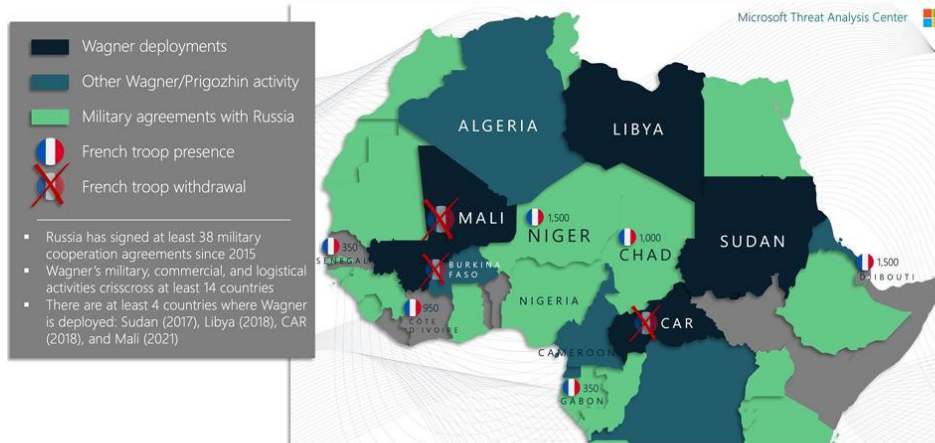 Microsoft Threat Analysis Center
Wagner deployments
Other Wagner/Prigozhin activity
Military agreements with Russia
French troop presence
French troop withdrawal
▪ Russia has signed at least 38 military
cooperation agreements since 2015
▪ Wagner's military, commercial, and logistical
activities crisscross at least 14 countries
▪ There are at least 4 countries where Wagner
is deployed: Sudan (2017), Libya (2018), CAR
(2018), and Mali (2021)
ALGERIA
LIBYA
MALI
1,500
NIGER
1,000
CHAD
SUDAN
350
SENEGAL
BURKINA
FASO
1,500
DJIBOUTI
950
CÔTE
D'IVOIRE
NIGERIA
CAR
CAMEROON
350
GABON